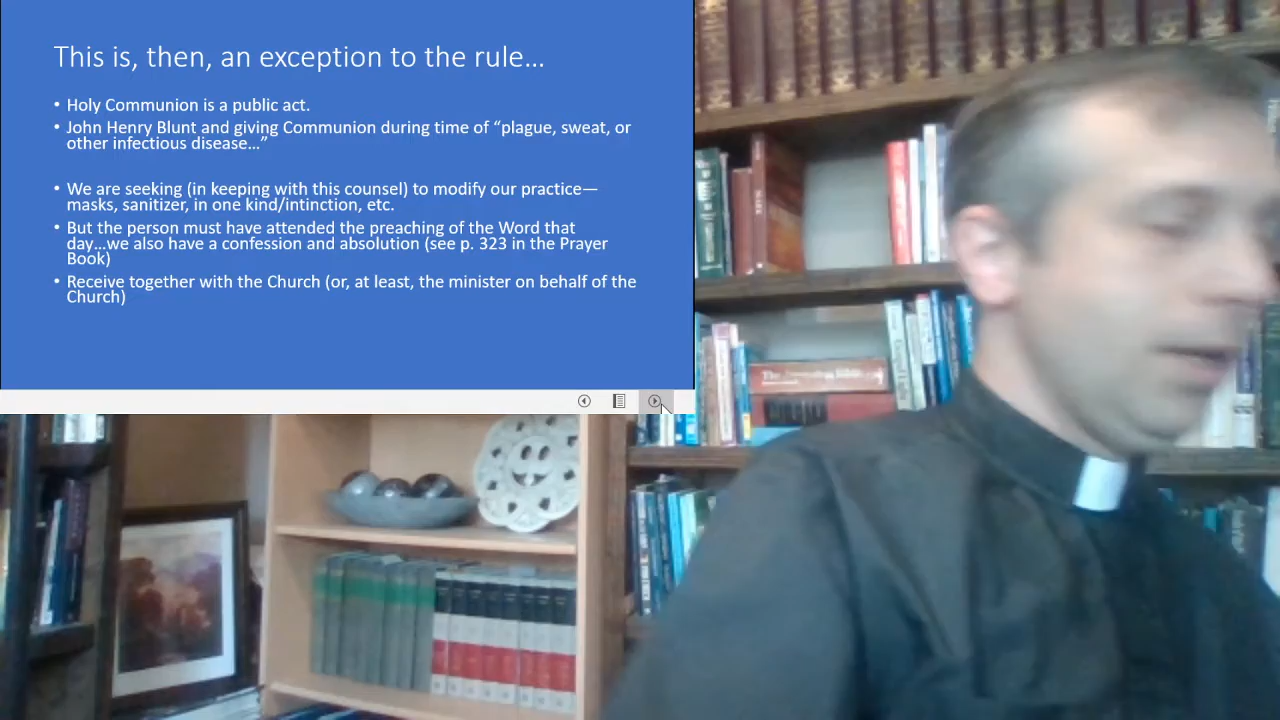 This is, then, an exception to the rule…
• Holy Communion is a public act.
• John Henry Blunt and giving Communion during time of “plague, sweat, or
other infectious disease…”
• We are seeking (in keeping with this counsel) to modify our practice—
masks, sanitizer, in one kind/intinction, etc.
• But the person must have attended the preaching of the Word that
day…we also have a confession and absolution (see p. 323 in the Prayer
Book)
• Receive together with the Church (or, at least, the minister on behalf of the
Church)